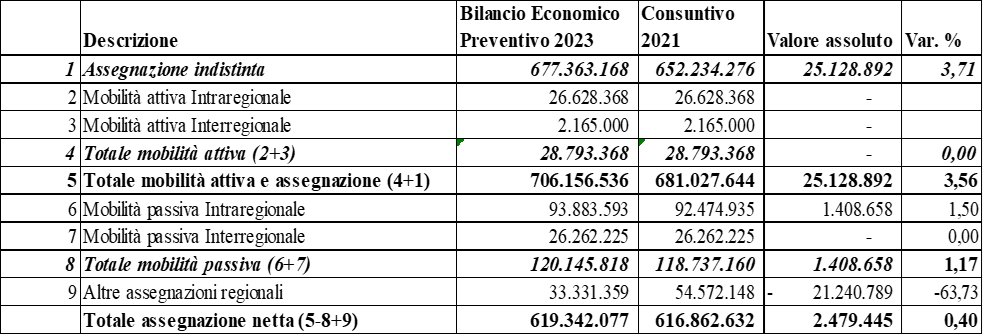 Descrizione Bilancio Economico Preventivo 2023 Consuntivo 2021 Valore assoluto Var. %
1 Assegnazione indistinta 677.363.168 652.234.276 25.128.892 3,71
2 Mobilità attiva Intraregionale 26.628.368 26.628.368 -
3 Mobilità attiva Interregionale 2.165.000 2.165.000 -
4 Totale mobilità attiva (2+3) 28.793.368 28.793.368 - 0,00
5 Totale mobilità attiva e assegnazione (4+1) 706.156.536 681.027.644 25.128.892 3,56
6 Mobilità passiva Intraregionale 93.883.593 92.474.935 1.408.658 1,50
7 Mobilità passiva Interregionale 26.262.225 26.262.225 - 0,00
8 Totale mobilità passiva (6+7) 120.145.818 118.737.160 1.408.658 1,17
9 Altre assegnazioni regionali 33.331.359 54.572.148 - 21.240.789 -63,73
Totale assegnazione netta (5-8+9) 619.342.077 616.862.632 2.479.445 0,40